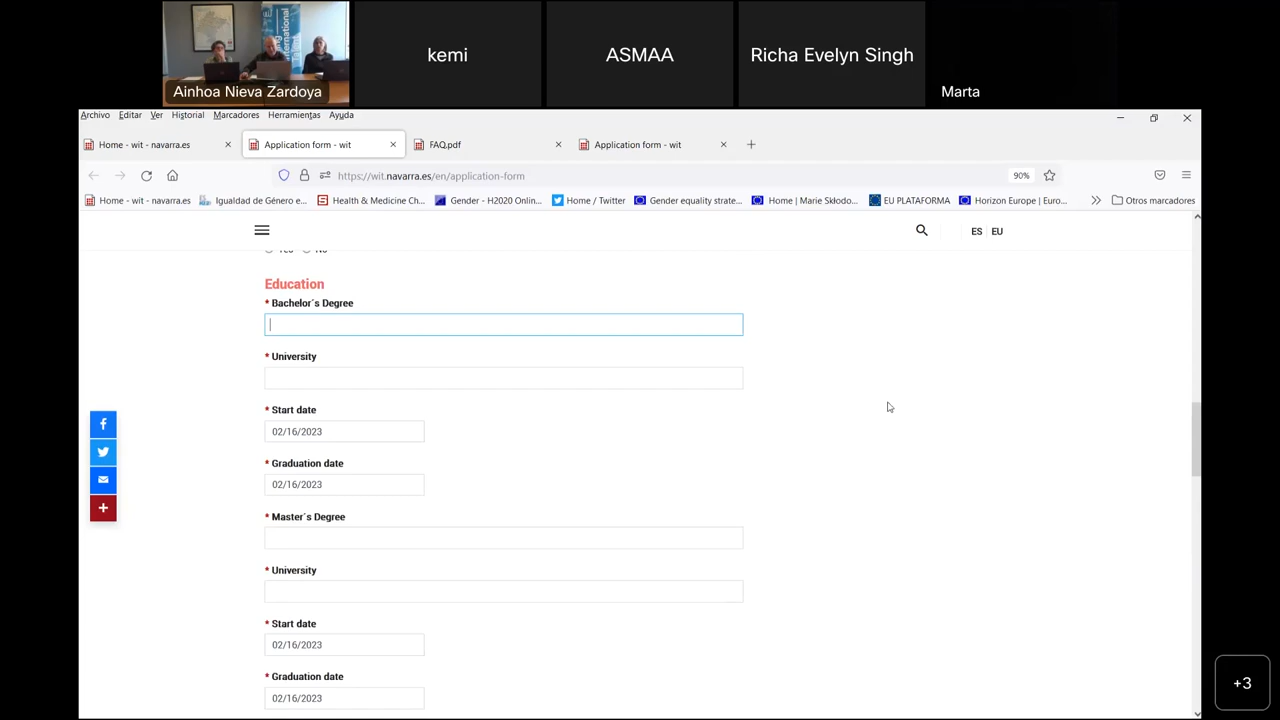 kemi
ASMAA
Richa Evelyn Singh
International
Ainhoa Nieva Zardoya
Marta
Archivo Editar Ver Historial Marcadores Herramientas Ayuda
Home - wit - navarra.es
Application form - wit
FAQ.pdf
Application form - wit
https://wit.navarra.es/en/application-form
90%
Home - wit - navarra.es
Igualdad de Género e...
Health & Medicine Ch...
Gender - H2020 Onlin...
Home / Twitter
Gender equality strate...
Home | Marie Skłodo...
EU PLATAFORMA
Horizon Europe | Euro...
Otros marcadores
ES EU
Yes No
Education
* Bachelor´s Degree
* University
* Start date
02/16/2023
* Graduation date
02/16/2023
* Master´s Degree
* University
* Start date
02/16/2023
* Graduation date
02/16/2023
+3